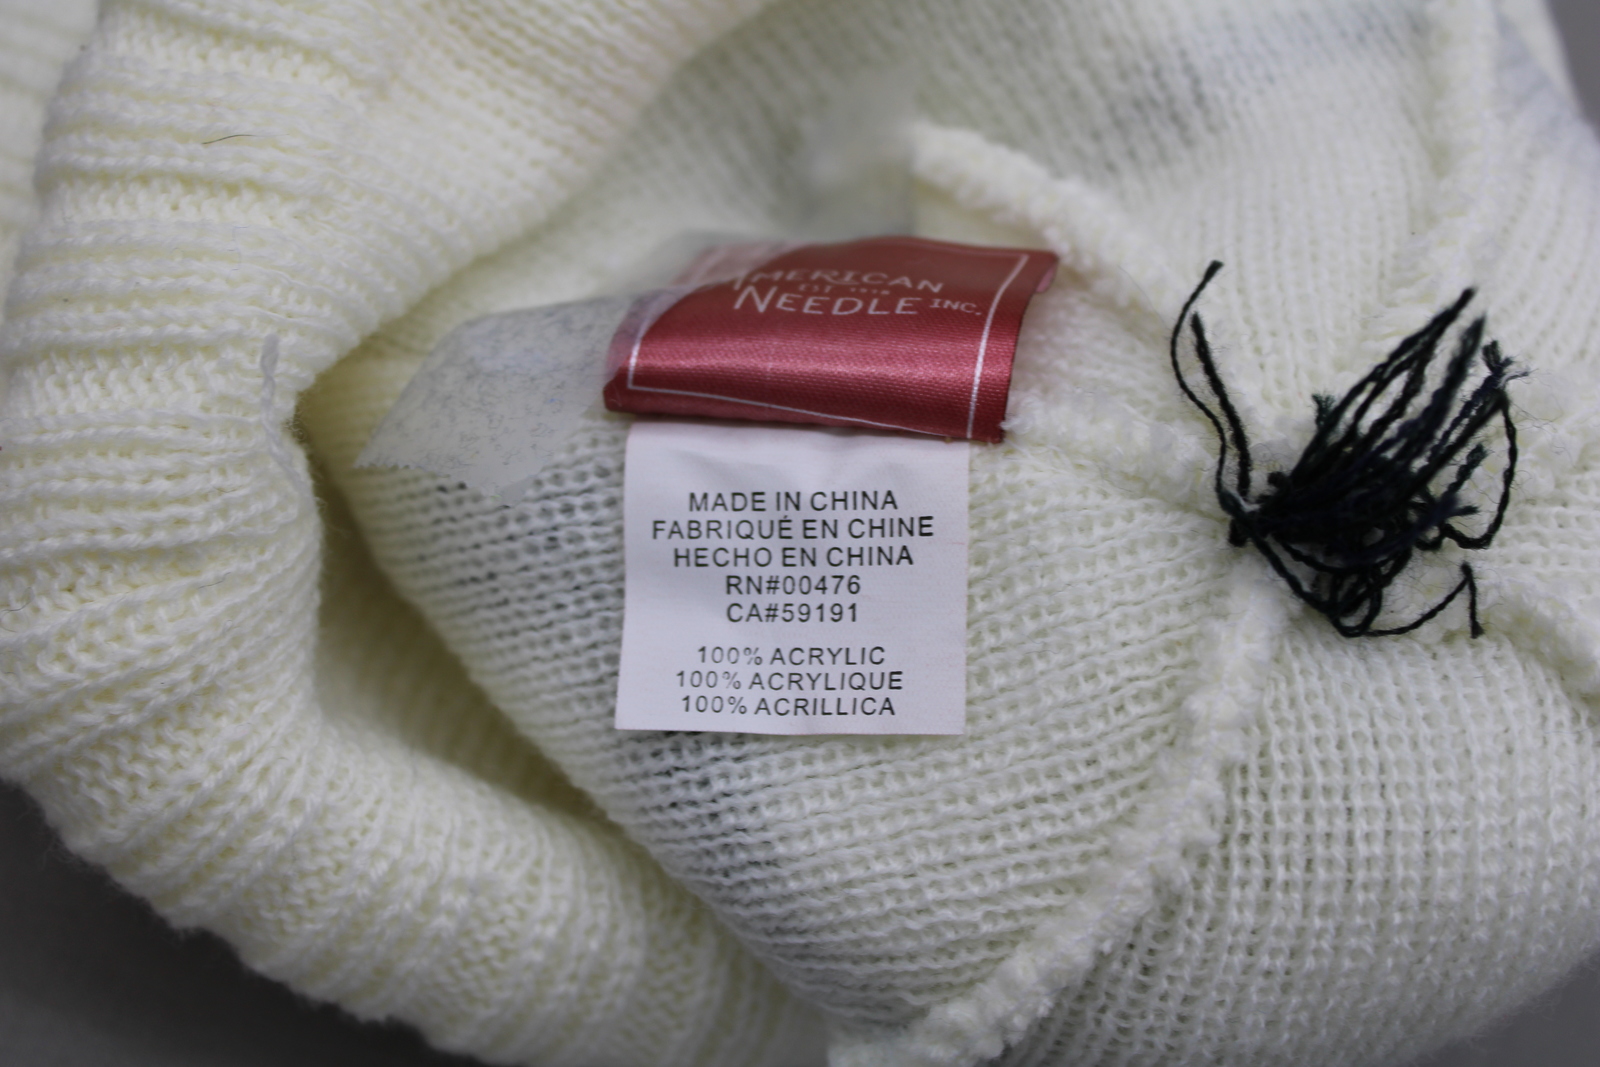 AMERICAN
EST
NEEDLE INC.
MADE IN CHINA
FABRIQUÉ EN CHINE
HECHO EN CHINA
RN#00476
CA#59191
100% ACRYLIC
100% ACRYLIQUE
100% ACRILLICA